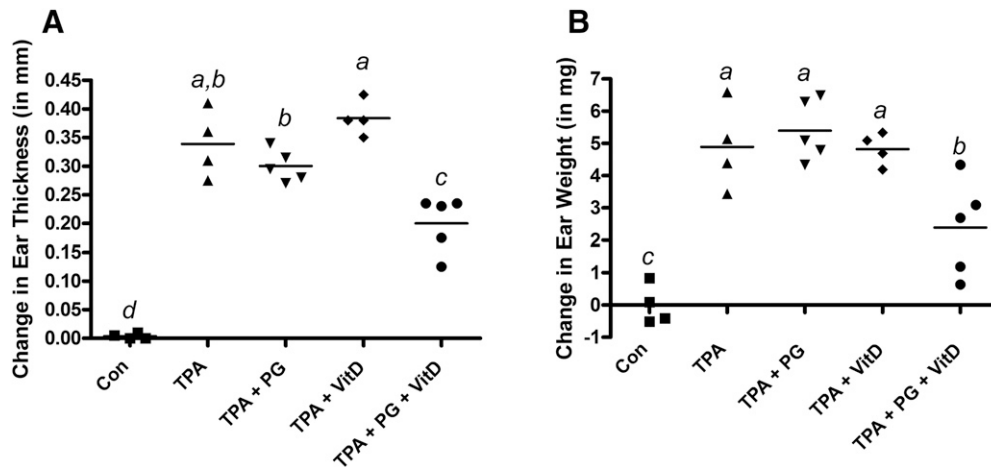 A
Change in Ear Thickness (in mm)
0.45
0.40
0.35
0.30
0.25
0.20
0.15
0.10
0.05
0.00
d
a,b
b
a
c
Con
TPA
TPA + PG
TPA + VitD
TPA + PG + VitD
B
Change in Ear Weight (in mg)
7
6
5
4
3
2
1
0
-1
c
a
a
a
b
Con
TPA
TPA + PG
TPA + VitD
TPA + PG + VitD